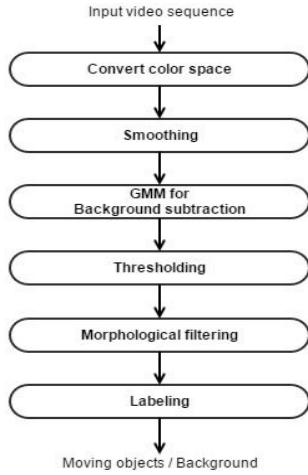 Input video sequence
Convert color space
Smoothing
GMM for
Background subtraction
Thresholding
Morphological filtering
Labeling
Moving objects / Background